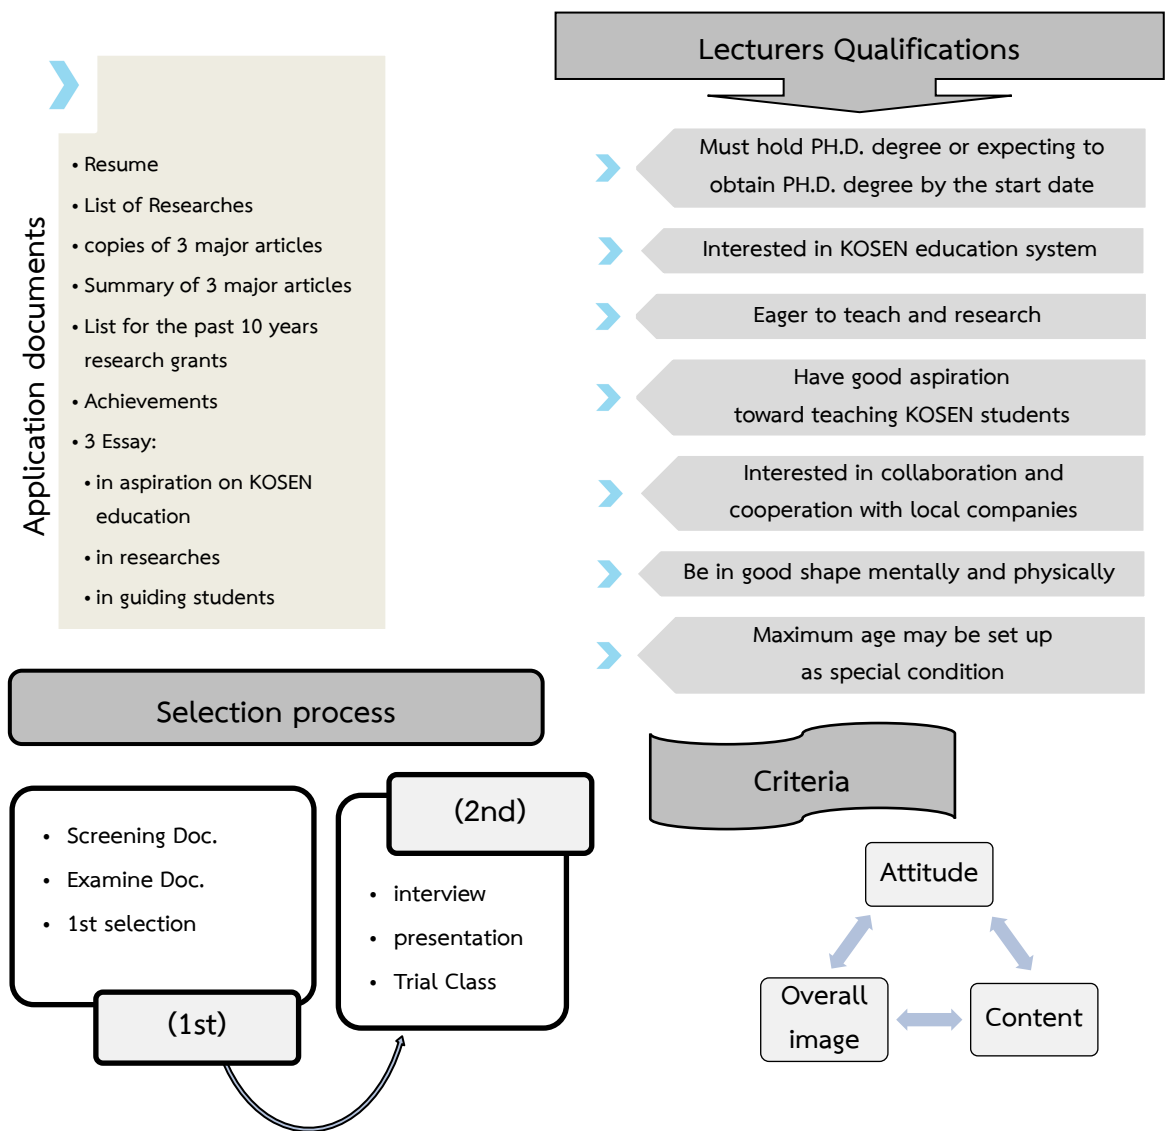 Application documents
• Resume
• List of Researches
• copies of 3 major articles
• Summary of 3 major articles
• List for the past 10 years
research grants
• Achievements
• 3 Essay:
• in aspiration on KOSEN
education
• in researches
• in guiding students
Lecturers Qualifications
Must hold PH.D. degree or expecting to
obtain PH.D. degree by the start date
Interested in KOSEN education system
Eager to teach and research
Have good aspiration
toward teaching KOSEN students
Interested in collaboration and
cooperation with local companies
Be in good shape mentally and physically
Maximum age may be set up
as special condition
Selection process
• Screening Doc.
• Examine Doc.
• 1st selection
(1st)
(2nd)
• interview
• presentation
• Trial Class
Criteria
Attitude
Overall
image
Content